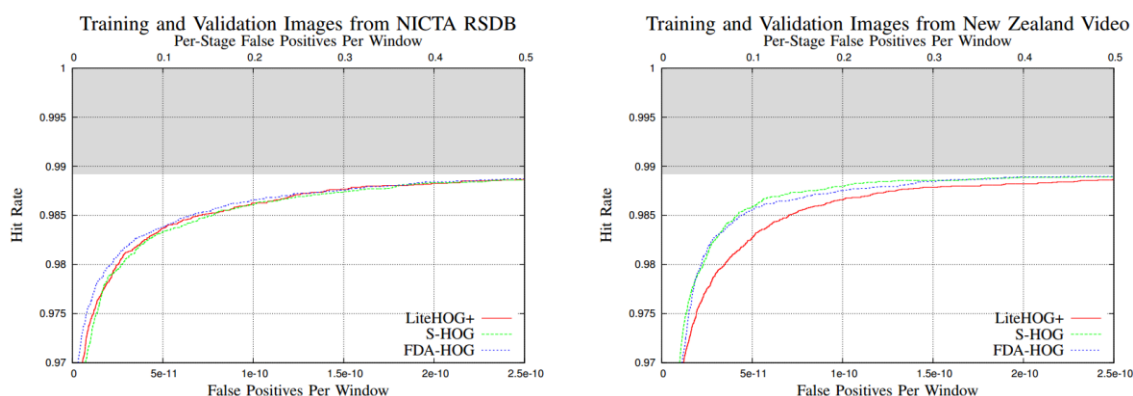 Training and Validation Images from NICTA RSDB
Per-Stage False Positives Per Window
0 0.1 0.2 0.3 0.4 0.5
1
0.995
0.99
0.985
0.98
0.975
0.97
Hit Rate
LiteHOG+
S-HOG
FDA-HOG
0 5e-11 1e-10 1.5e-10 2e-10 2.5e-10
False Positives Per Window
Training and Validation Images from New Zealand Video
Per-Stage False Positives Per Window
0 0.1 0.2 0.3 0.4 0.5
1
0.995
0.99
0.985
0.98
0.975
0.97
Hit Rate
LiteHOG+
S-HOG
FDA-HOG
0 5e-11 1e-10 1.5e-10 2e-10 2.5e-10
False Positives Per Window